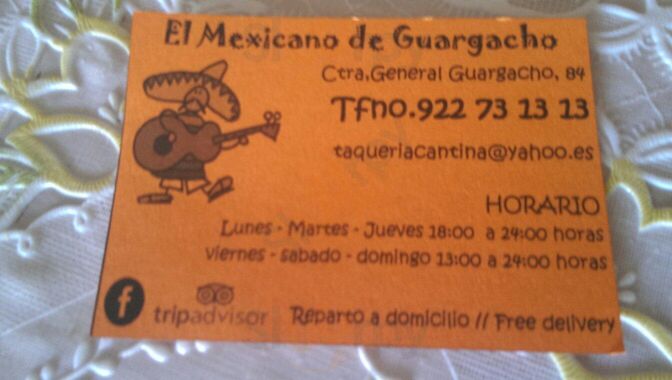 El Mexicano de Guargacho
Ctra,General Guargacho, 84
Tfno.922 73 13 13
taqueriacantina@yahoo.es
HORARIO
Lunes - Martes - Jueves 18:00 a 24:00 horas
viernes - sabado - domingo 13:00 a 24:00 horas
f tripadvisor Reparto a domicilio // Free delivery